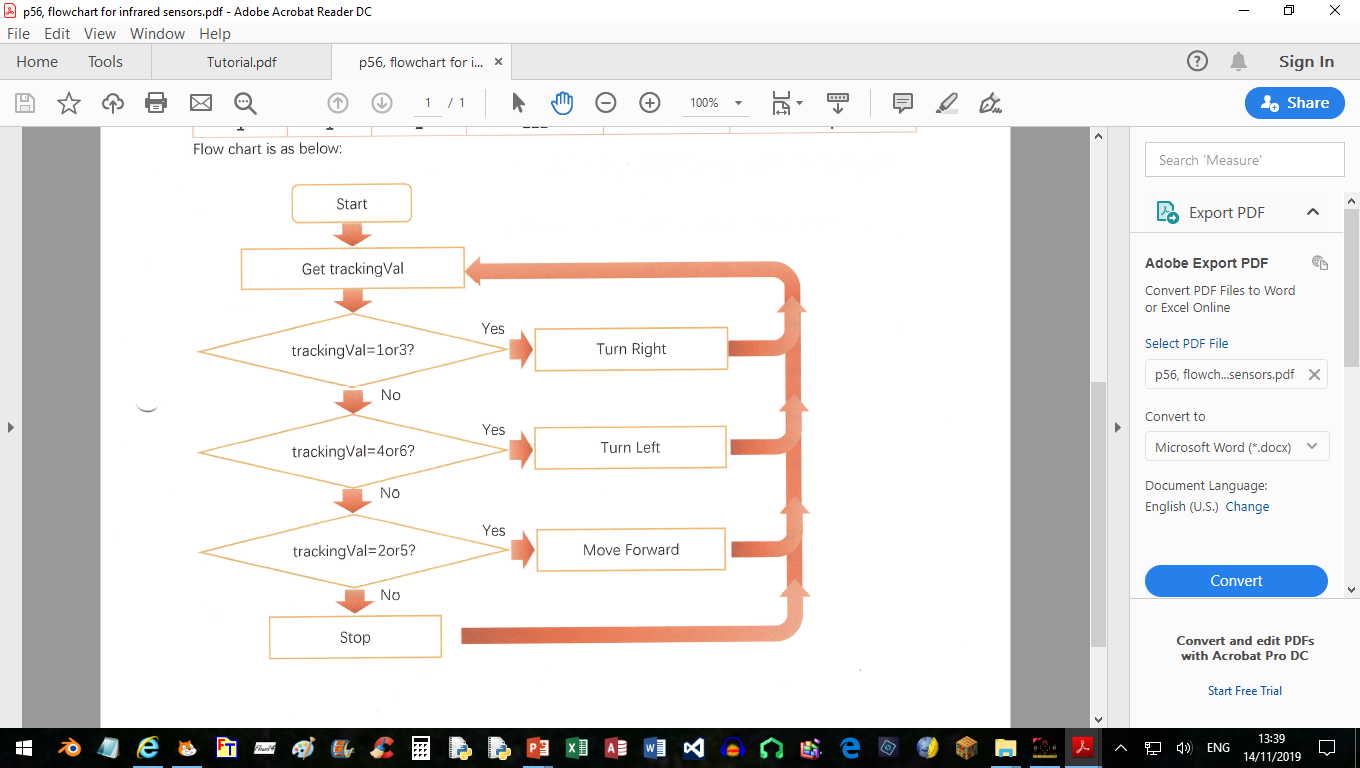 p56, flowchart for infrared sensors.pdf - Adobe Acrobat Reader DC
File Edit View Window Help
Home Tools Tutorial.pdf p56, flowchart for i... ×
1 / 1 100% Share
Flow chart is as below:
Start
Get trackingVal
trackingVal=1or3?
Yes
Turn Right
No
trackingVal=4or6?
Yes
Turn Left
No
trackingVal=2or5?
Yes
Move Forward
No
Stop
Sign In
Search 'Measure'
Export PDF
Adobe Export PDF
Convert PDF Files to Word
or Excel Online
Select PDF File
p56, flowch...sensors.pdf
Convert to
Microsoft Word (*.docx)
Document Language:
English (U.S.) Change
Convert
Convert and edit PDFs
with Acrobat Pro DC
Start Free Trial
ENG
13:39
14/11/2019